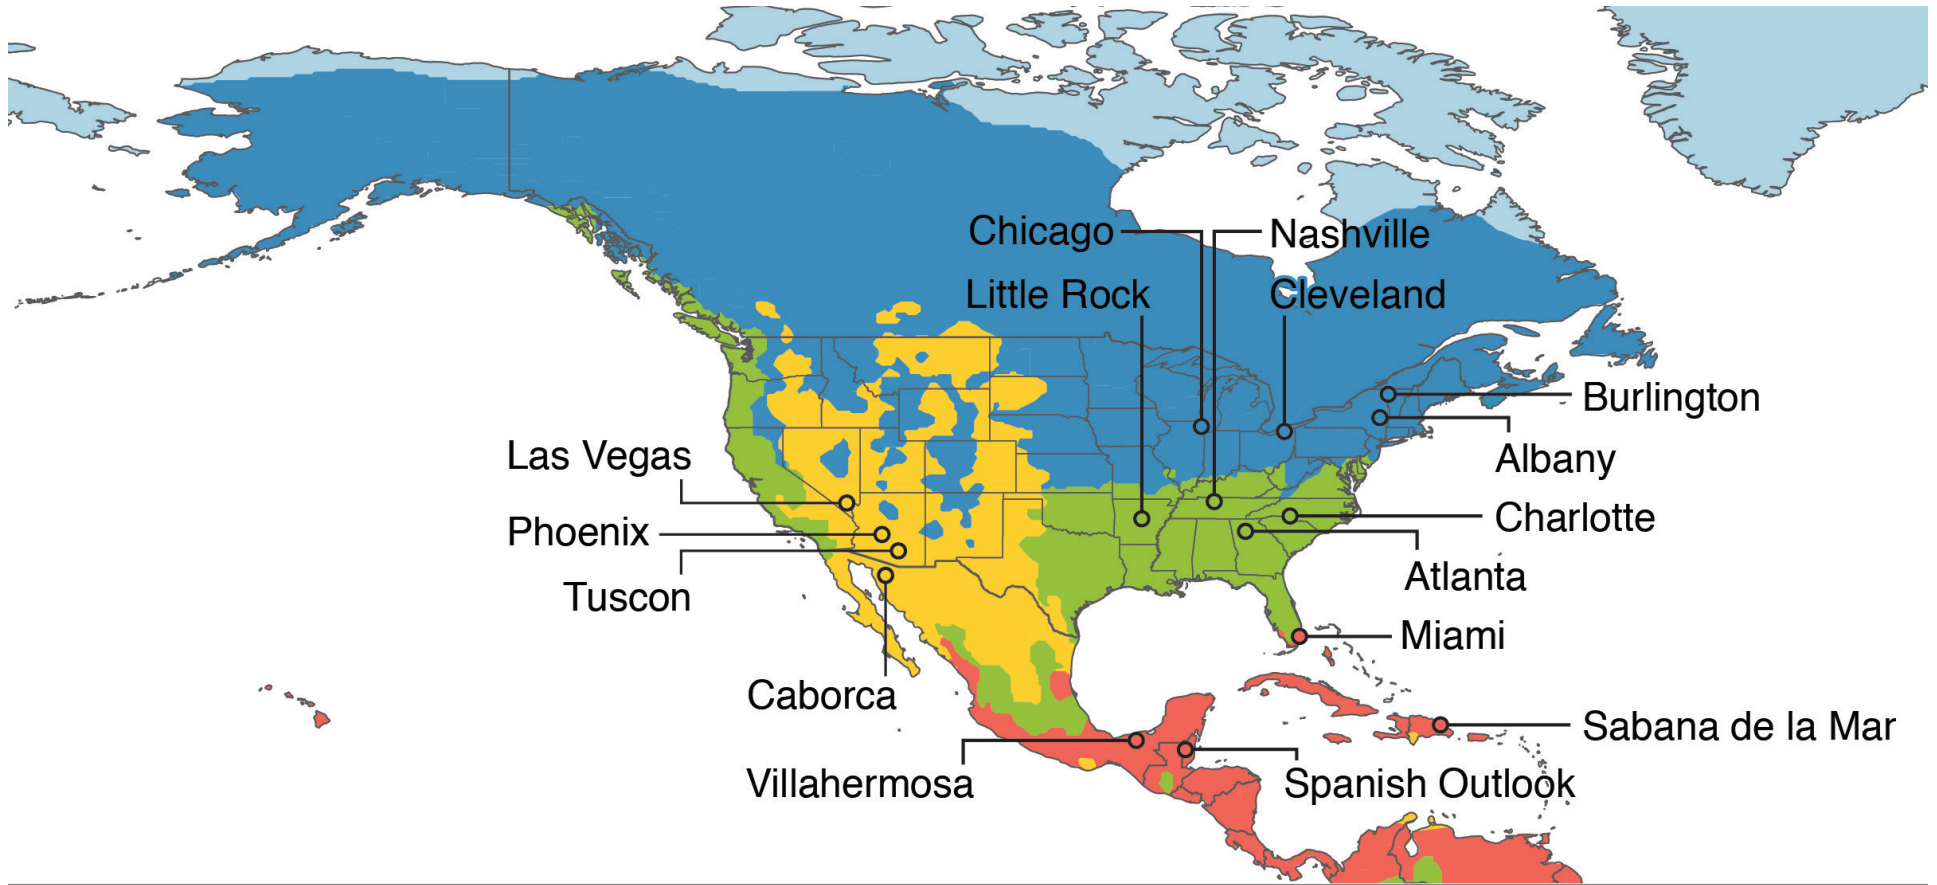 Chicago
Nashville
Little Rock
Cleveland
Burlington
Las Vegas
Albany
Phoenix
Charlotte
Tuscon
Atlanta
Miami
Caborca
Sabana de la Mar
Villahermosa
Spanish Outlook